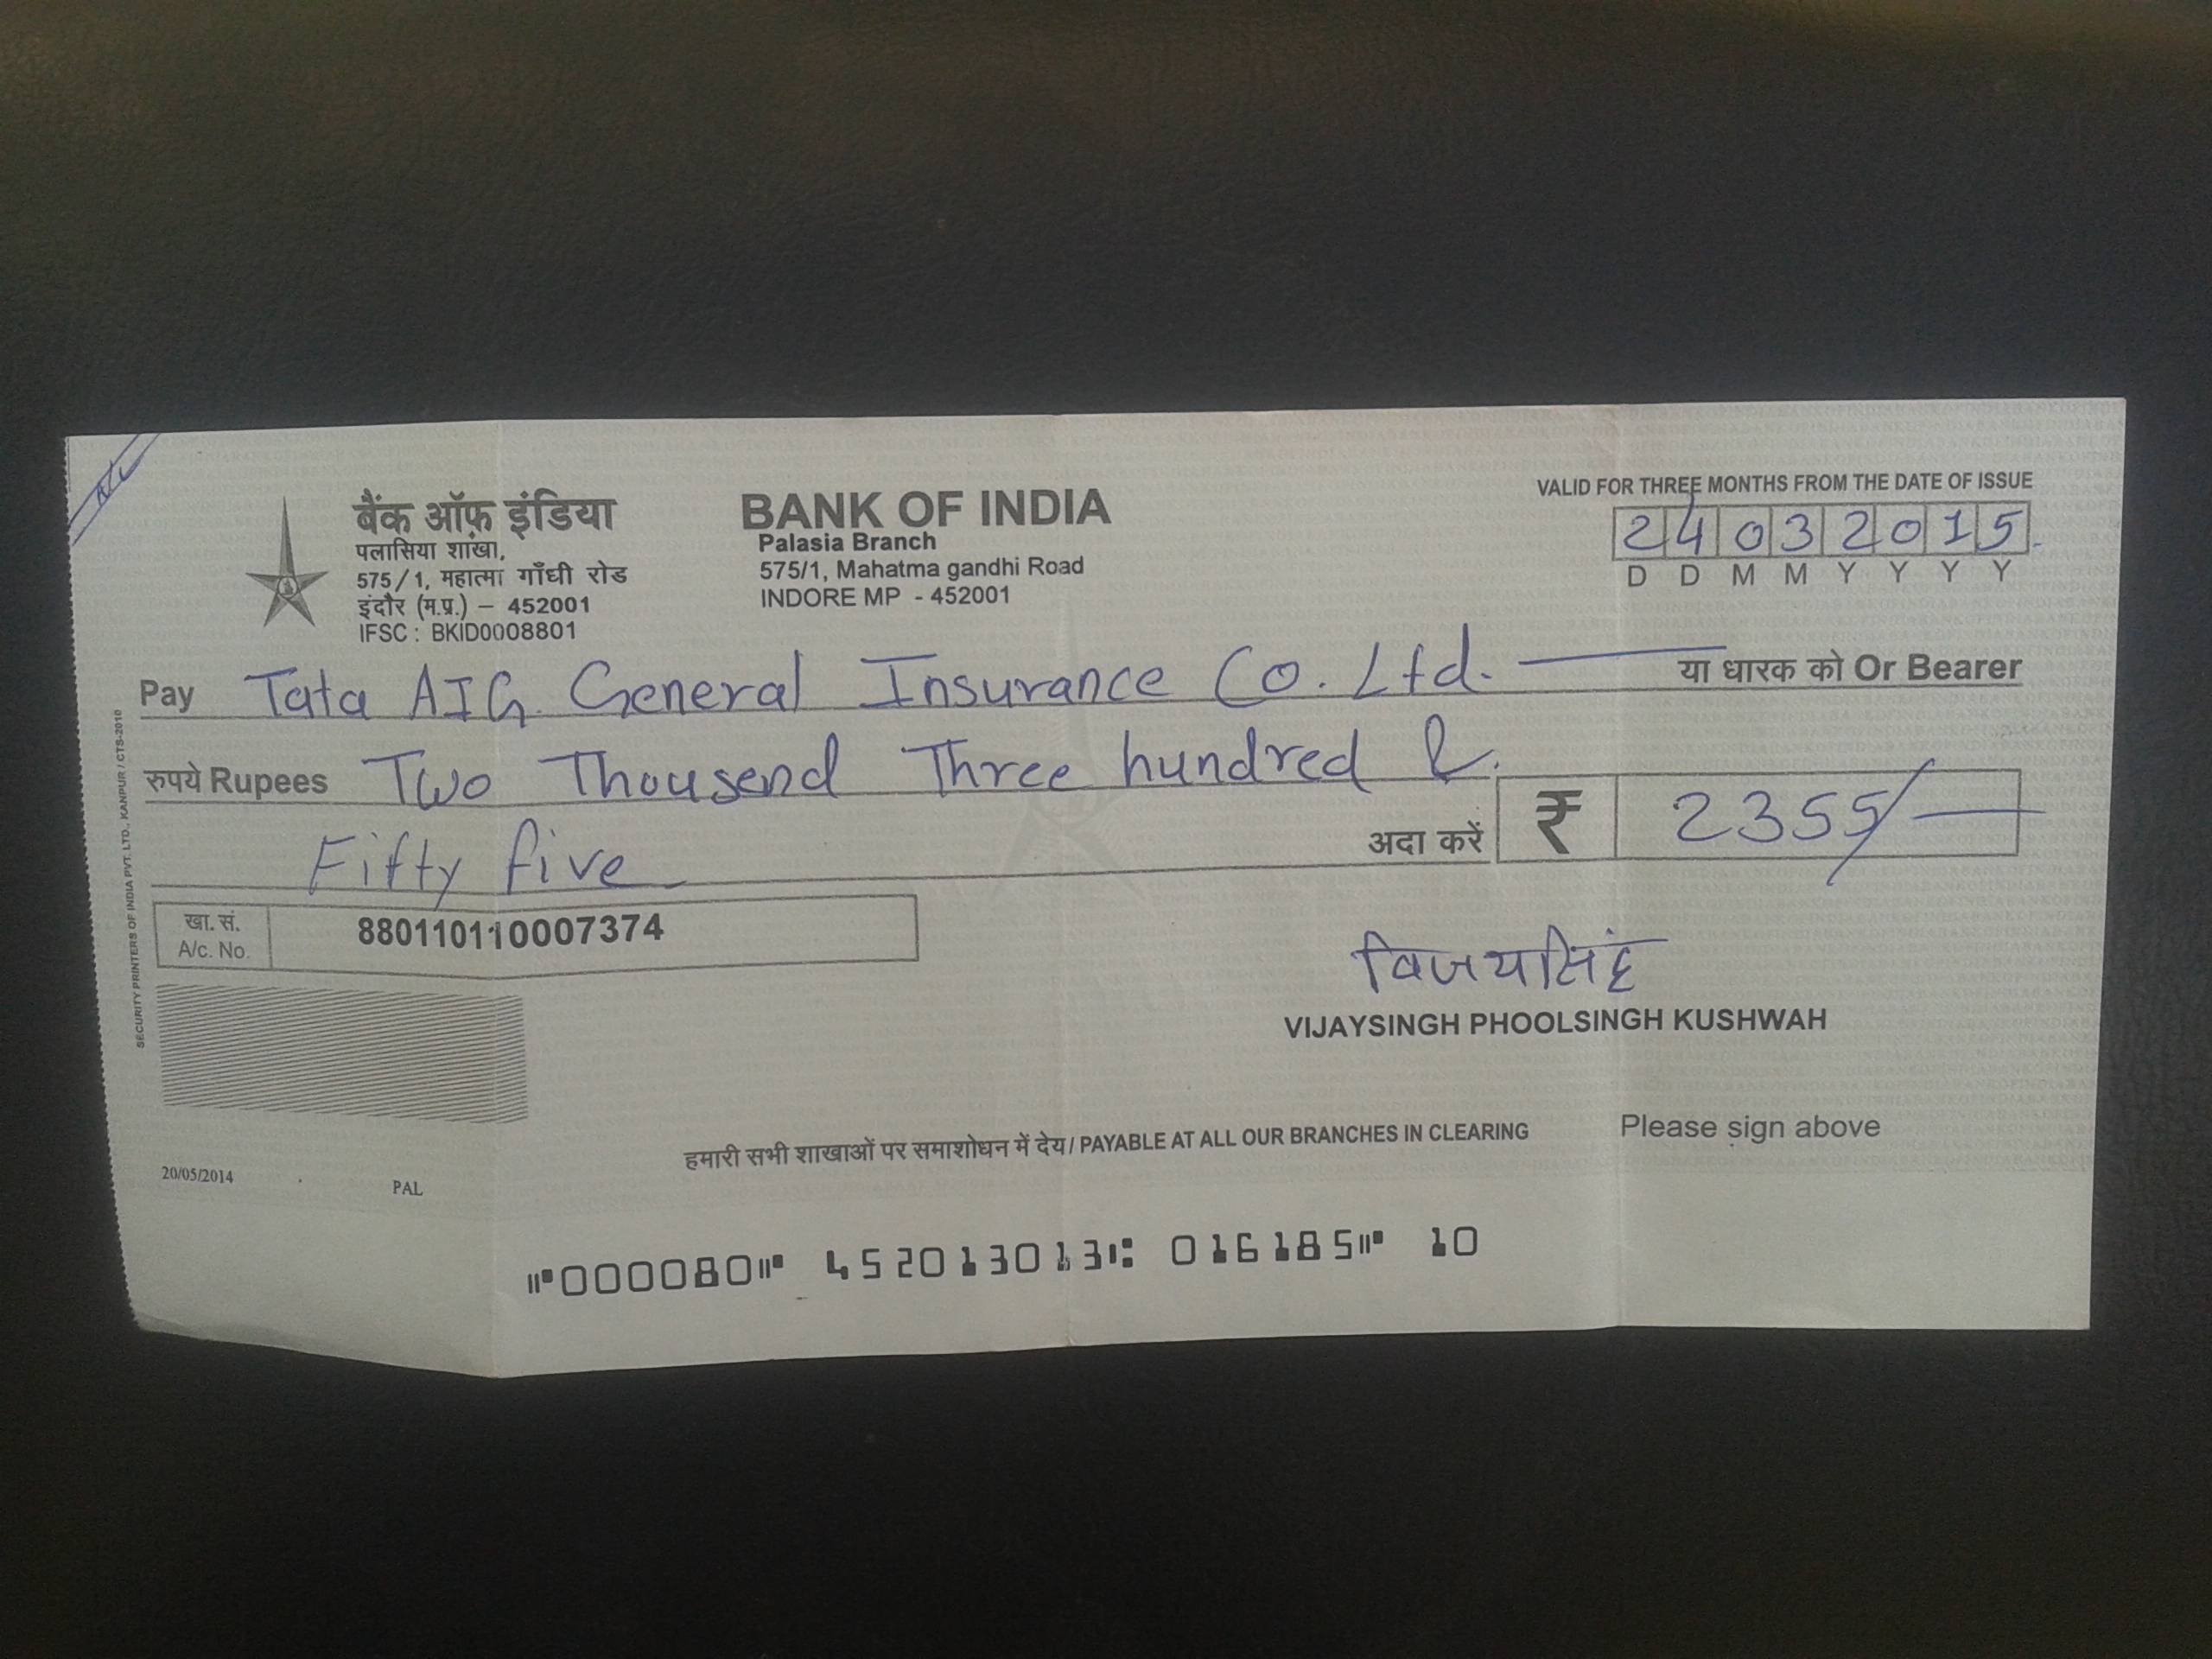 VALID FOR THREE MONTHS FROM THE DATE OF ISSUE
बैंक ऑफ़ इंडिया BANK OF INDIA
24032015
D D M M Y Y Y Y
पलासिया शाखा, Palasia Branch
575/1, महात्मा गाँधी रोड 575/1, Mahatma gandhi Road
इंदौर (म.प्र.) - 452001 INDORE MP - 452001
IFSC : BKID0008801
Pay Tata AIG General Insurance Co. Ltd. या धारक को Or Bearer
रुपये Rupees Two Thousend Three hundred &
Fifty Five अदा करें ₹ 2355/-
खा. सं. A/c. No. 880110110007374
विजयसिंह
VIJAYSINGH PHOOLSINGH KUSHWAH
Please sign above
हमारी सभी शाखाओं पर समाशोधन में देय / PAYABLE AT ALL OUR BRANCHES IN CLEARING
20/05/2014 PAL
⑈000080⑈ 452013013⑆ 016185⑈ 10
SECURITY PRINTERS OF INDIA PVT. LTD., KANPUR / CTS-2010